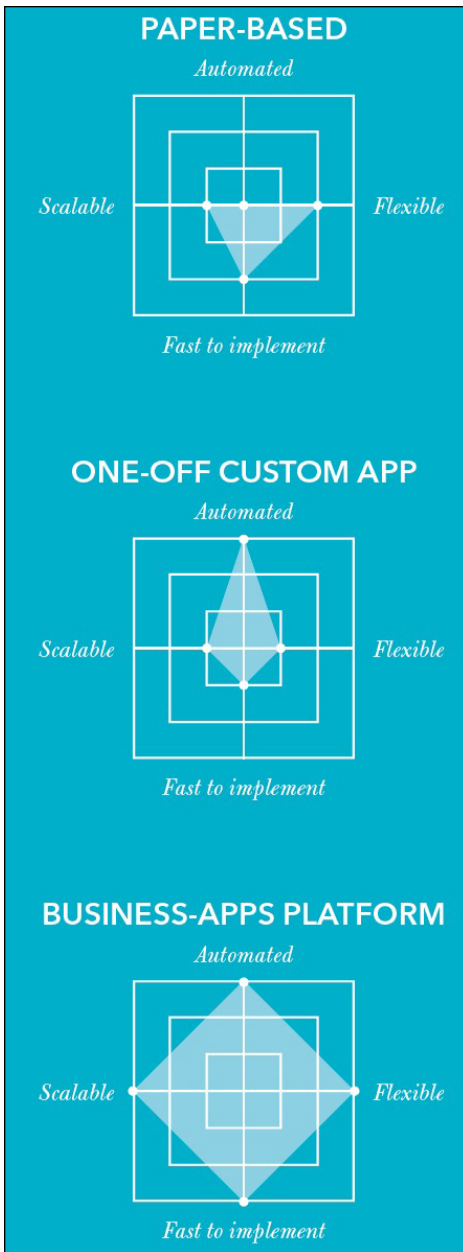 PAPER-BASED
Automated
Scalable
Flexible
Fast to implement
ONE-OFF CUSTOM APP
Automated
Scalable
Flexible
Fast to implement
BUSINESS-APPS PLATFORM
Automated
Scalable
Flexible
Fast to implement